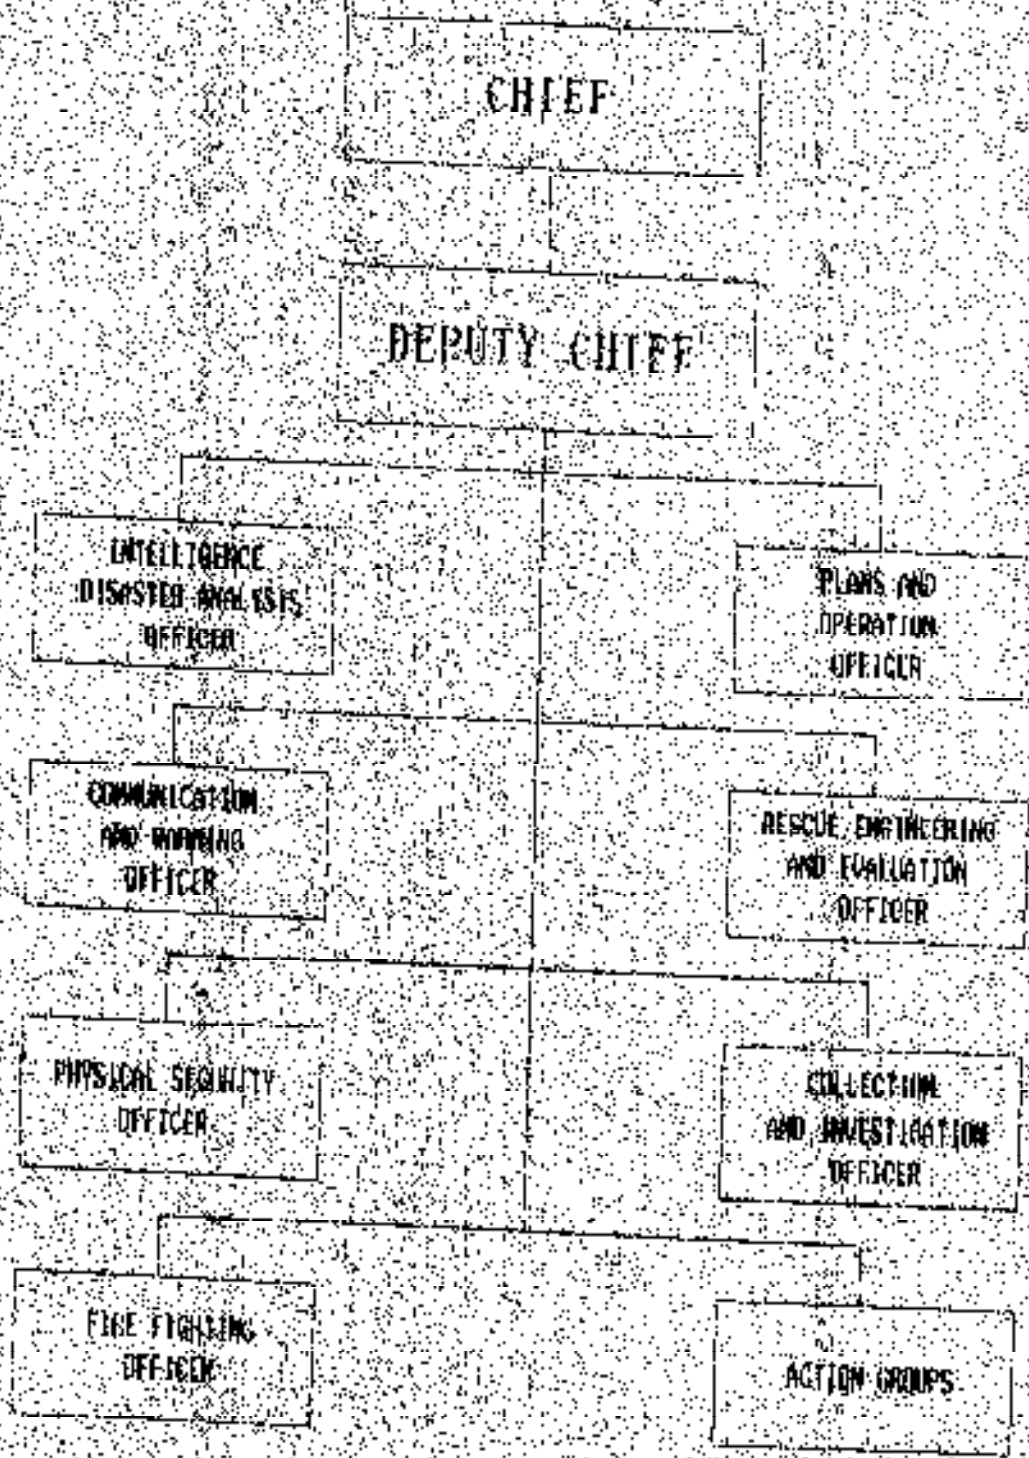 CHIEF
DEPUTY CHIEF
INTELLIGENCE
DISASTER ANALYSIS
OFFICER
PLANS AND
OPERATION
OFFICER
COMMUNICATION
AND WARNING
OFFICER
RESCUE, ENGINEERING
AND EVALUATION
OFFICER
PHYSICAL SECURITY
OFFICER
COLLECTION
AND INVESTIGATION
OFFICER
FIRE FIGHTING
OFFICER
ACTION GROUPS